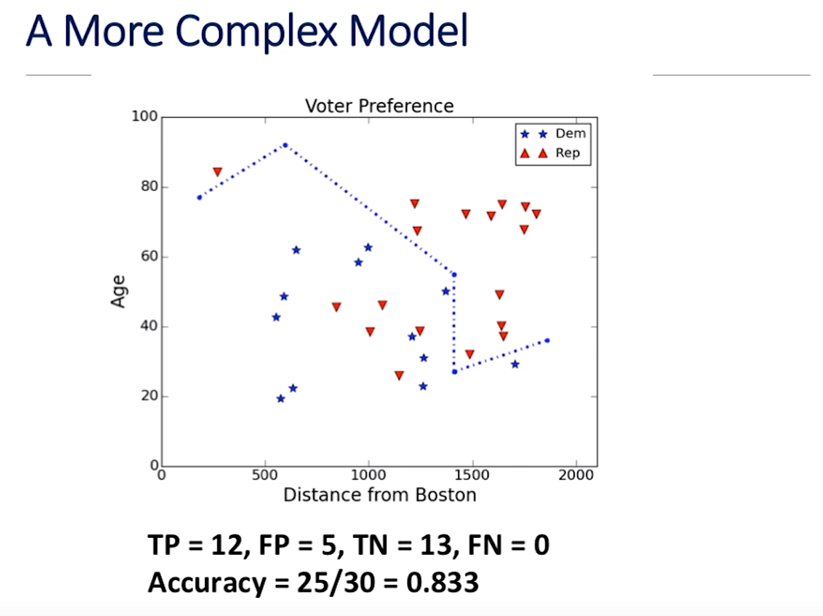 A More Complex Model
Voter Preference
Dem
Rep
100
80
60
40
20
0
Age
0 500 1000 1500 2000
Distance from Boston
TP = 12, FP = 5, TN = 13, FN = 0
Accuracy = 25/30 = 0.833